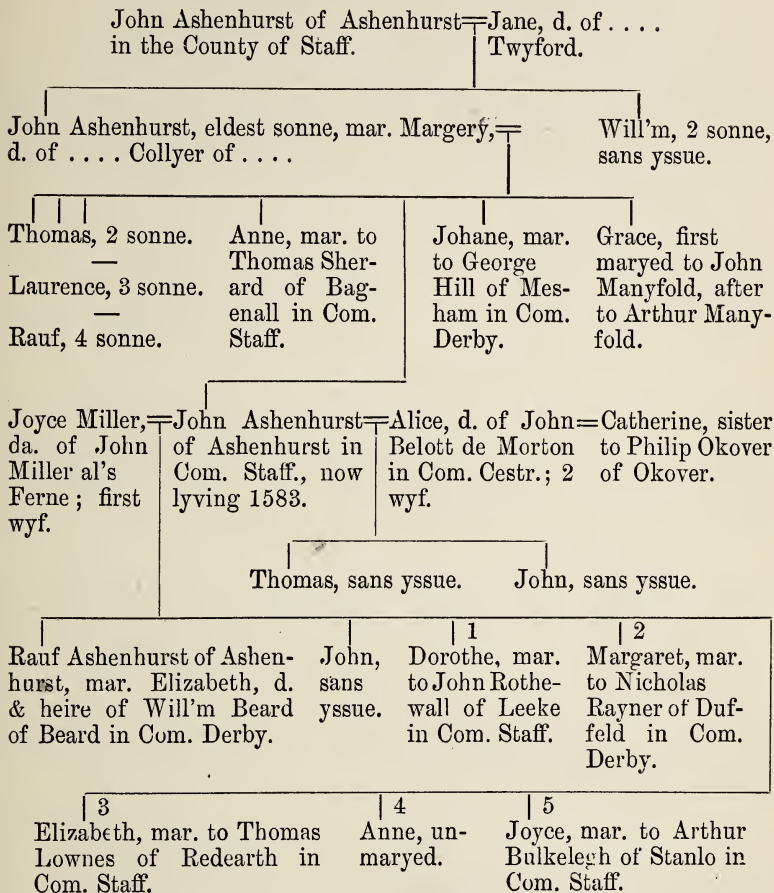 John Ashenhurst of Ashenhurst=Jane, d. of . . . .
in the County of Staff. Twyford.
John Ashenhurst, eldest sonne, mar. Margery,=
d. of . . . . Collyer of . . . .
Will'm, 2 sonne,
sans yssue.
Thomas, 2 sonne.
—
Laurence, 3 sonne.
—
Rauf, 4 sonne.
Anne, mar. to
Thomas Sher-
ard of Bag-
enall in Com.
Staff.
Johane, mar.
to George
Hill of Mes-
ham in Com.
Derby.
Grace, first
maryed to John
Manyfold, after
to Arthur Many-
fold.
Joyce Miller,=
da. of John
Miller al's
Ferne ; first
wyf.
John Ashenhurst=
of Ashenhurst in
Com. Staff., now
lyving 1583.
Alice, d. of John=
Belott de Morton
in Com. Cestr.; 2
wyf.
Catherine, sister
to Philip Okover
of Okover.
Thomas, sans yssue. John, sans yssue.
Rauf Ashenhurst of Ashen-
hurst, mar. Elizabeth, d.
& heire of Will'm Beard
of Beard in Com. Derby.
John,
sans
yssue.
1
Dorothe, mar.
to John Rothe-
wall of Leeke
in Com. Staff.
2
Margaret, mar.
to Nicholas
Rayner of Duf-
feld in Com.
Derby.
3
Elizabeth, mar. to Thomas
Lownes of Redearth in
Com. Staff.
4
Anne, un-
maryed.
5
Joyce, mar. to Arthur
Bulkelegh of Stanlo in
Com. Staff.